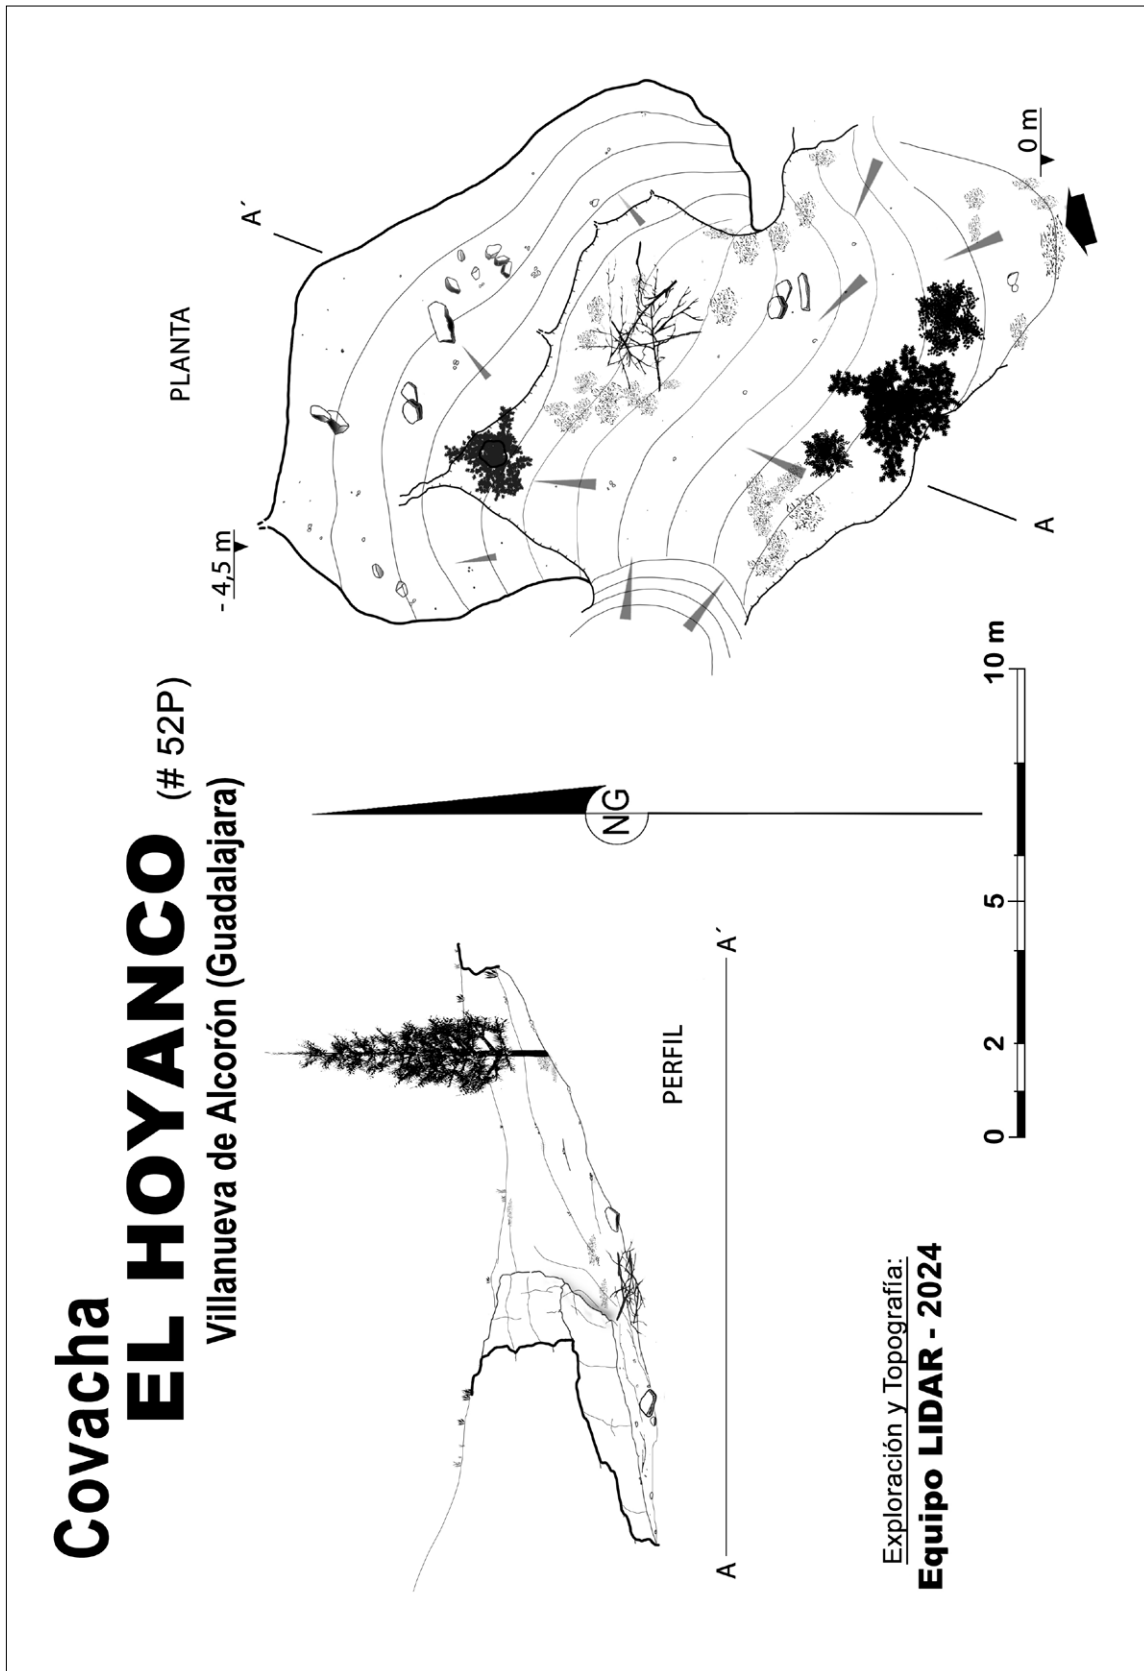 Covacha
EL HOYANCO (# 52P)
Villanueva de Alcorón (Guadalajara)
PLANTA
A´
- 4,5 m
0 m
A
NG
PERFIL
A
A´
0 2 5 10 m
Exploración y Topografía:
Equipo LIDAR - 2024